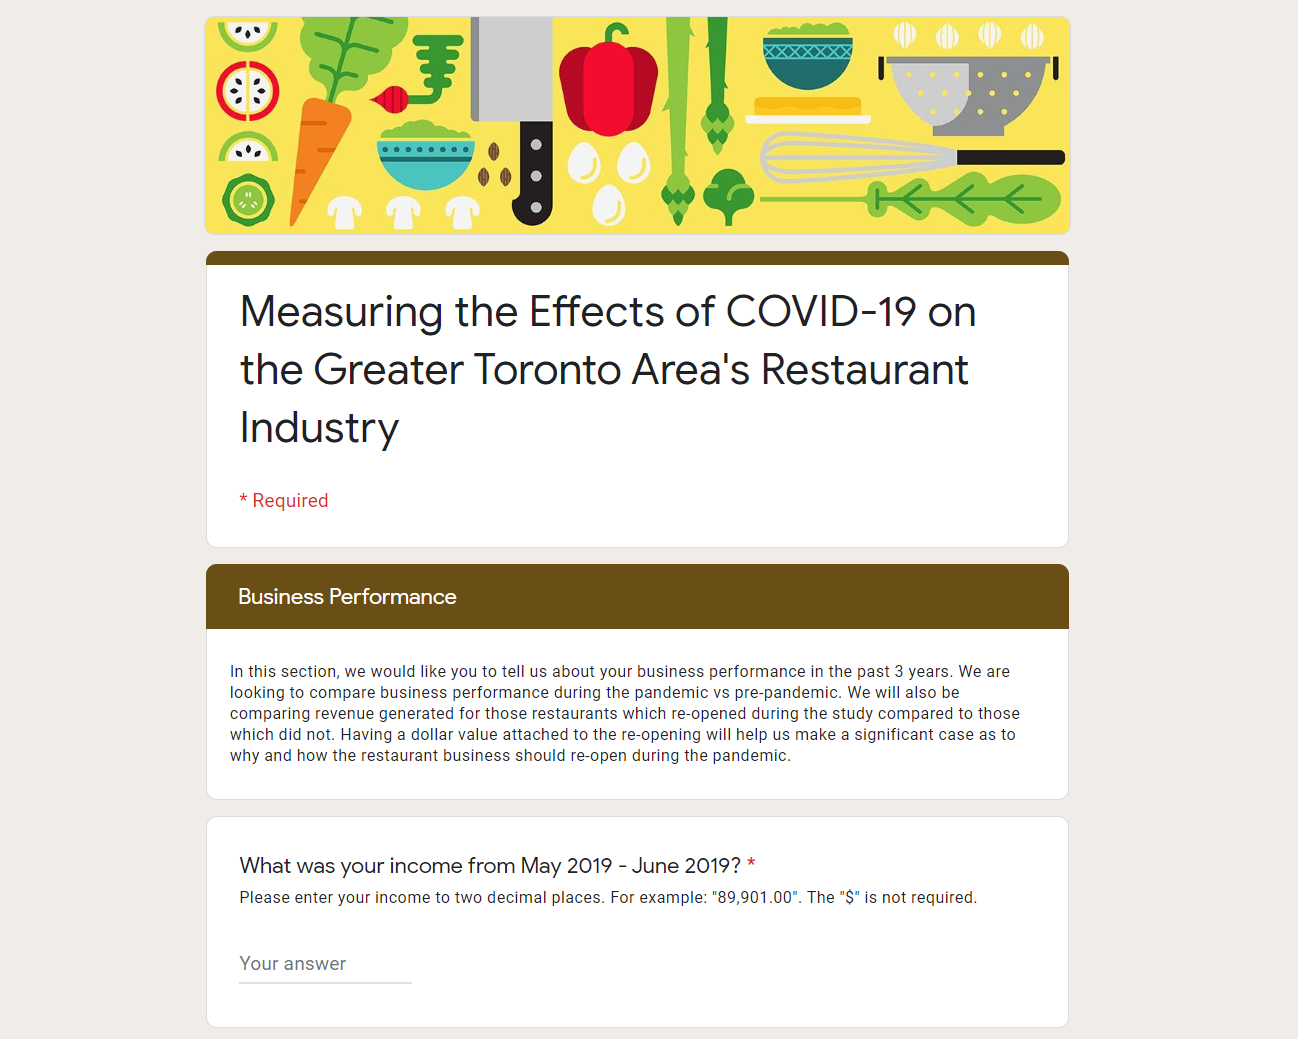 Measuring the Effects of COVID-19 on
the Greater Toronto Area's Restaurant
Industry
* Required
Business Performance
In this section, we would like you to tell us about your business performance in the past 3 years. We are
looking to compare business performance during the pandemic vs pre-pandemic. We will also be
comparing revenue generated for those restaurants which re-opened during the study compared to those
which did not. Having a dollar value attached to the re-opening will help us make a significant case as to
why and how the restaurant business should re-open during the pandemic.
What was your income from May 2019 - June 2019? *
Please enter your income to two decimal places. For example: "89,901.00". The "$" is not required.
Your answer